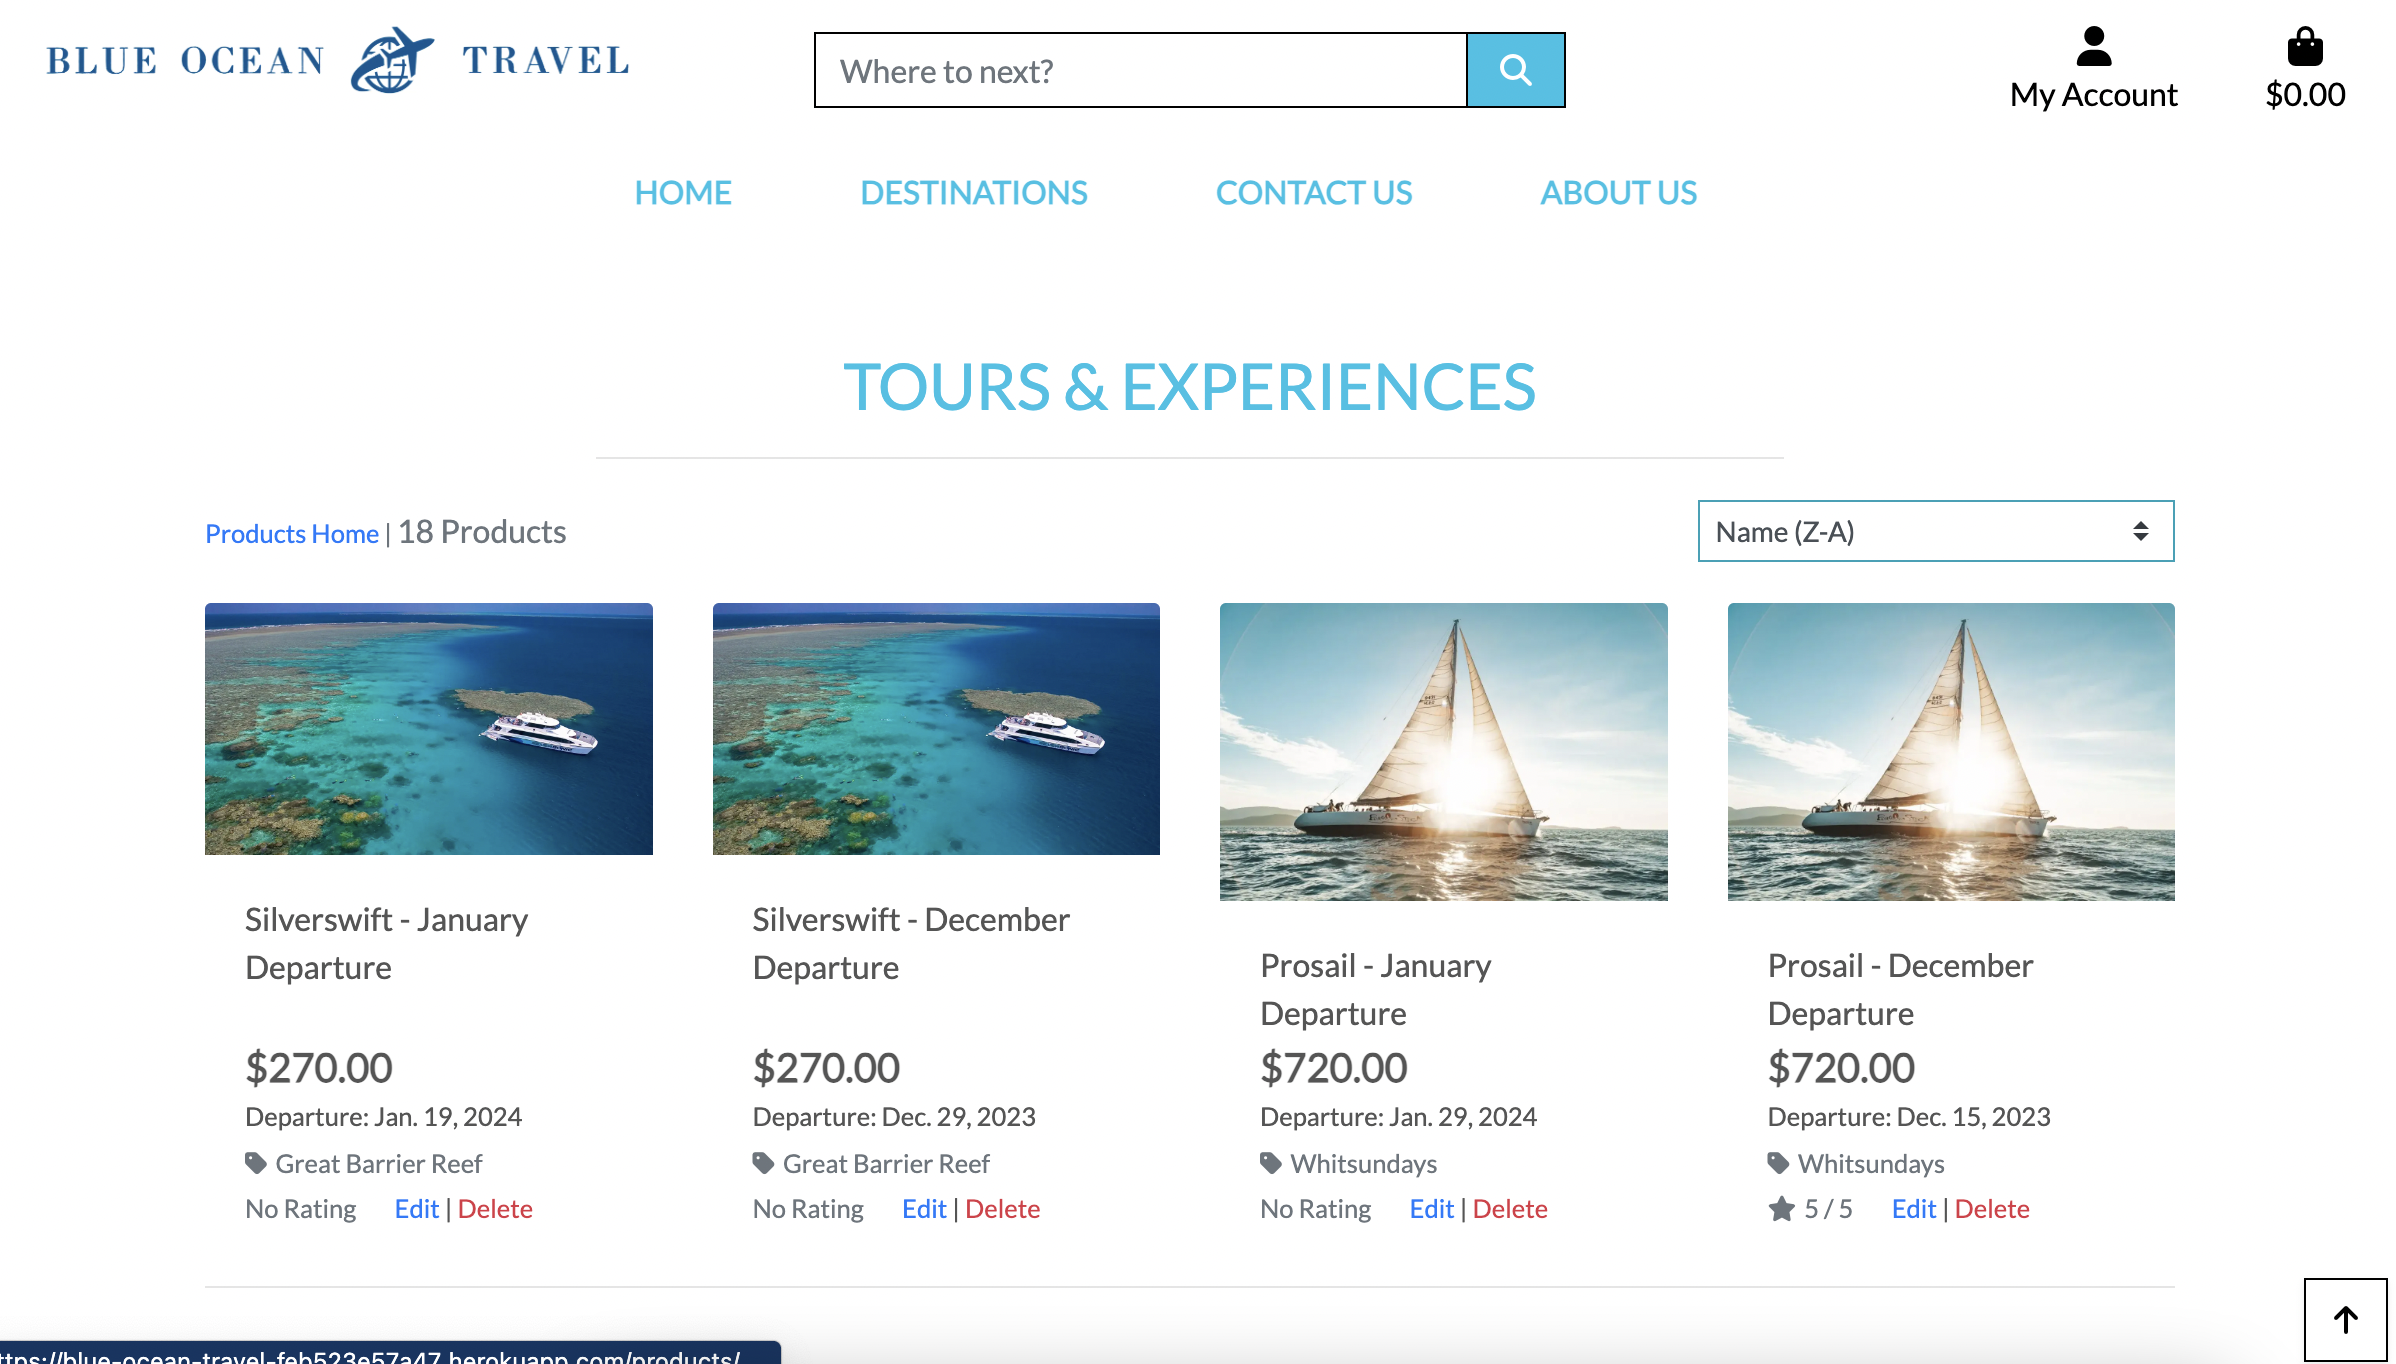 BLUE OCEAN TRAVEL
Where to next?
My Account
$0.00
HOME DESTINATIONS CONTACT US ABOUT US
TOURS & EXPERIENCES
Products Home | 18 Products
Name (Z-A)
Silverswift - January
Departure
$270.00
Departure: Jan. 19, 2024
Great Barrier Reef
No Rating Edit | Delete
Silverswift - December
Departure
$270.00
Departure: Dec. 29, 2023
Great Barrier Reef
No Rating Edit | Delete
Prosail - January
Departure
$720.00
Departure: Jan. 29, 2024
Whitsundays
No Rating Edit | Delete
Prosail - December
Departure
$720.00
Departure: Dec. 15, 2023
Whitsundays
5 / 5 Edit | Delete
ttps://blue-ocean-travel-feb523e57a47.herokuapp.com/products/